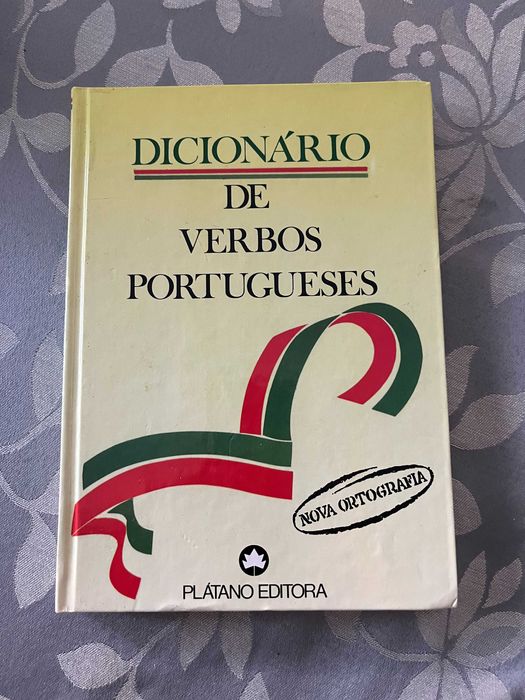 DICIONÁRIO
DE
VERBOS
PORTUGUESES
NOVA ORTOGRAFIA
PLÁTANO EDITORA